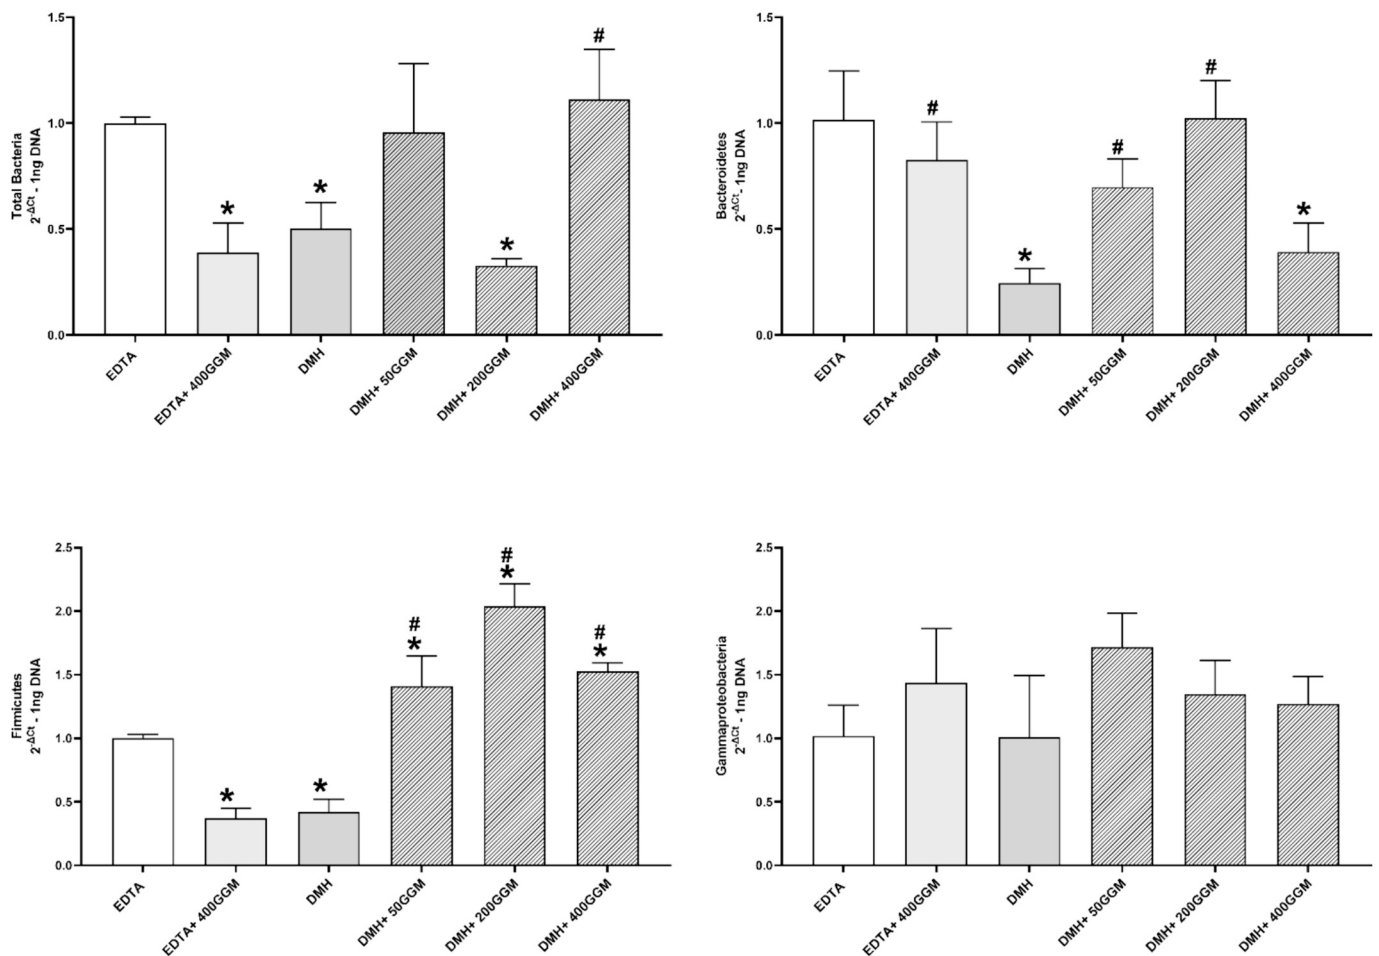 Total Bacteria
2^-ΔCt - 1ng DNA
1.5
1.0
0.5
0.0
*
*
*
#
EDTA
EDTA+ 400GGM
DMH
DMH+ 50GGM
DMH+ 200GGM
DMH+ 400GGM
Bacteroidetes
2^-ΔCt - 1ng DNA
1.5
1.0
0.5
0.0
#
*
#
#
*
EDTA
EDTA+ 400GGM
DMH
DMH+ 50GGM
DMH+ 200GGM
DMH+ 400GGM
Firmicutes
2^-ΔCt - 1ng DNA
2.5
2.0
1.5
1.0
0.5
0.0
*
*
#
*
#
*
#
*
EDTA
EDTA+ 400GGM
DMH
DMH+ 50GGM
DMH+ 200GGM
DMH+ 400GGM
Gammaproteobacteria
2^-ΔCt - 1ng DNA
2.5
2.0
1.5
1.0
0.5
0.0
EDTA
EDTA+ 400GGM
DMH
DMH+ 50GGM
DMH+ 200GGM
DMH+ 400GGM